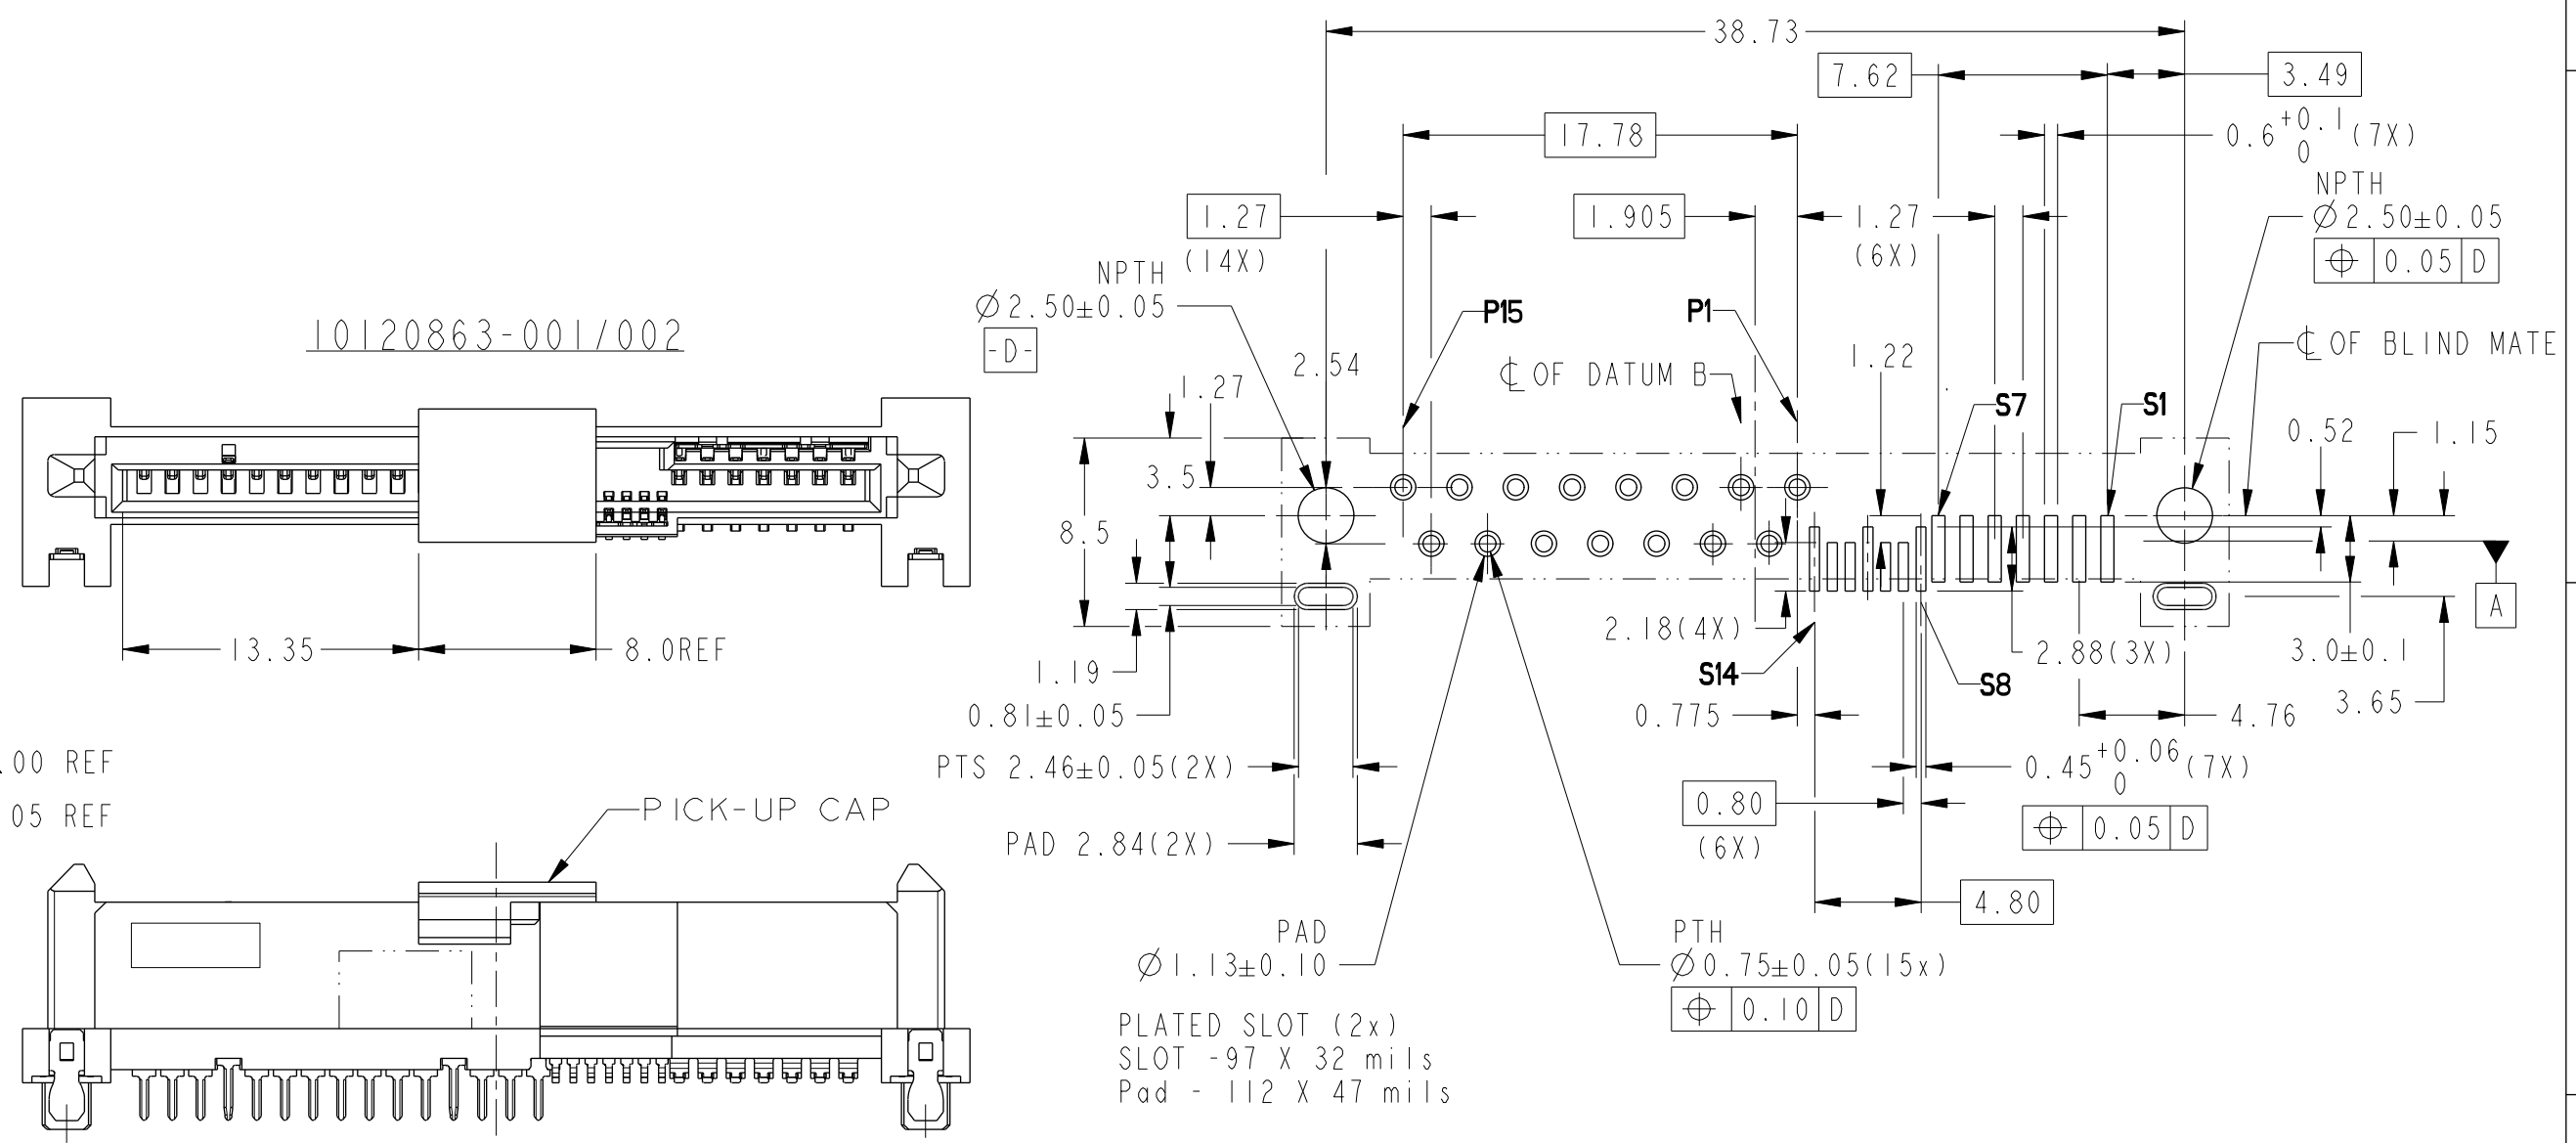 38.73
7.62
3.49
17.78
0.6 +0.1 0 (7X)
NPTH
Ø2.50±0.05
⌖ 0.05 D
1.27
(14X)
1.905
1.27
(6X)
NPTH
Ø2.50±0.05
-D-
P15
P1
10120863-001/002
2.54
℄ OF DATUM B
1.22
℄ OF BLIND MATE
1.27
S7
S1
0.52
1.15
3.5
8.5
A
13.35
8.0REF
2.18(4X)
2.88(3X)
3.0±0.1
1.19
S14
S8
3.65
0.81±0.05
0.775
4.76
.00 REF
PTS 2.46±0.05(2X)
0.45 +0.06 0 (7X)
05 REF
PICK-UP CAP
0.80
(6X)
⌖ 0.05 D
PAD 2.84(2X)
4.80
PAD
Ø1.13±0.10
PTH
Ø0.75±0.05(15x)
⌖ 0.10 D
PLATED SLOT (2x)
SLOT -97 X 32 mils
Pad - 112 X 47 mils